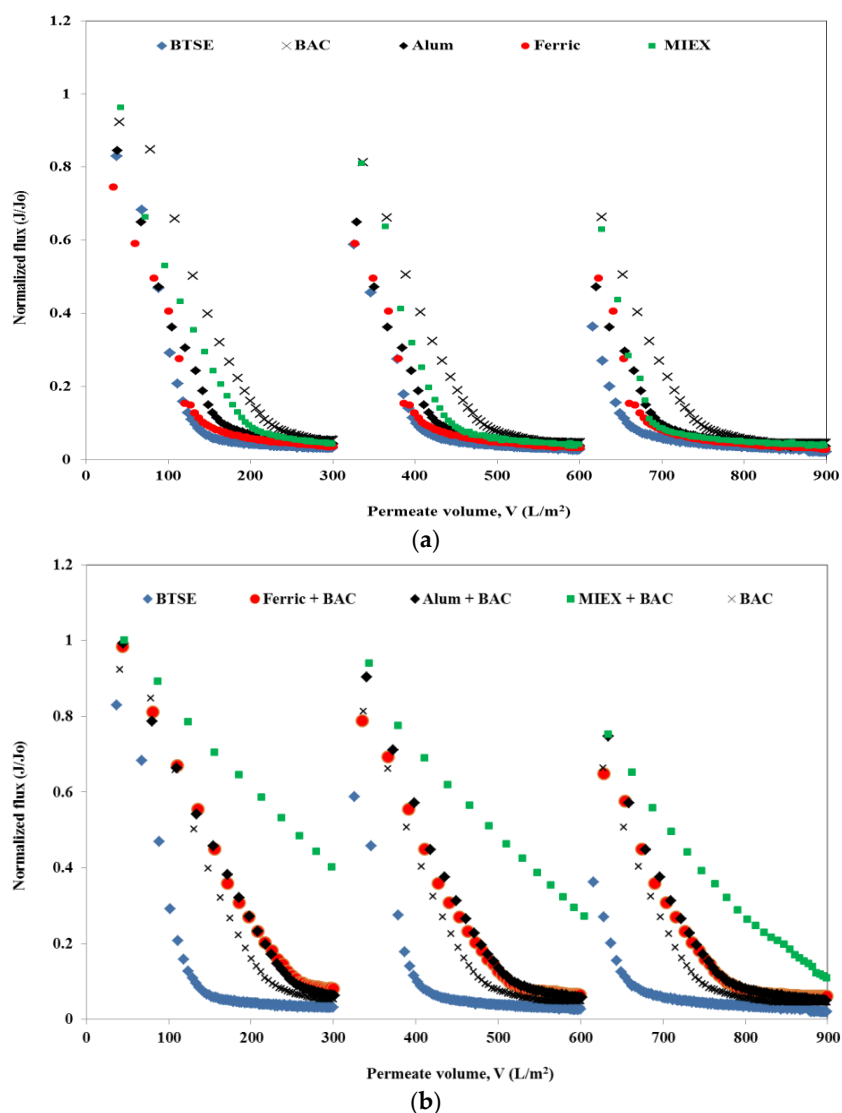 1.2
BTSE BAC Alum Ferric MIEX
1
0.8
0.6
0.4
0.2
0
Normalized flux (J/Jo)
0 100 200 300 400 500 600 700 800 900
Permeate volume, V (L/m²)
(a)
1.2
BTSE Ferric + BAC Alum + BAC MIEX + BAC BAC
1
0.8
0.6
0.4
0.2
0
Normalized flux (J/Jo)
0 100 200 300 400 500 600 700 800 900
Permeate volume, V (L/m²)
(b)